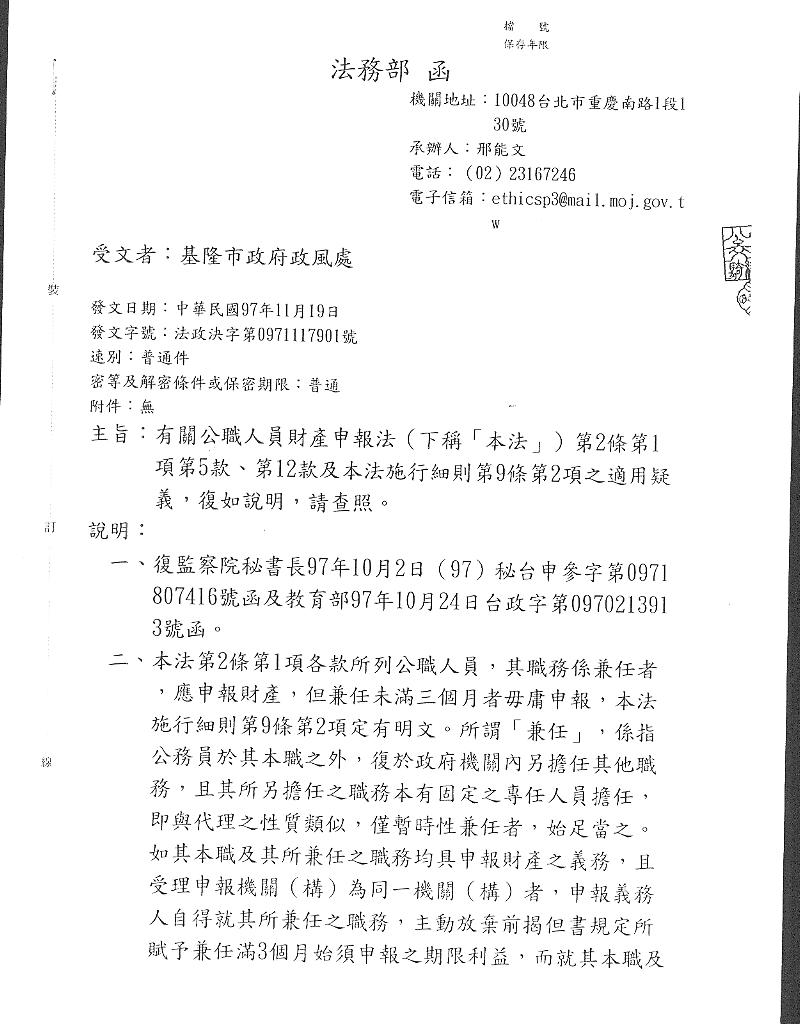 檔　　號
保存年限
法務部 函
機關地址：10048台北市重慶南路1段1
30號
承辦人：邢能文
電話：（02）23167246
電子信箱：ethicsp3@mail.moj.gov.t
w
受文者：基隆市政府政風處
發文日期：中華民國97年11月19日
發文字號：法政決字第0971117901號
速別：普通件
密等及解密條件或保密期限：普通
附件：無
主旨：有關公職人員財產申報法（下稱「本法」）第2條第1
項第5款、第12款及本法施行細則第9條第2項之適用疑
義，復如說明，請查照。
說明：
一、復監察院秘書長97年10月2日（97）秘台申參字第0971
807416號函及教育部97年10月24日台政字第097021391
3號函。
二、本法第2條第1項各款所列公職人員，其職務係兼任者
，應申報財產，但兼任未滿三個月者毋庸申報，本法
施行細則第9條第2項定有明文。所謂「兼任」，係指
公務員於其本職之外，復於政府機關內另擔任其他職
務，且其所另擔任之職務本有固定之專任人員擔任，
即與代理之性質類似，僅暫時性兼任者，始足當之。
如其本職及其所兼任之職務均具申報財產之義務，且
受理申報機關（構）為同一機關（構）者，申報義務
人自得就其所兼任之職務，主動放棄前揭但書規定所
賦予兼任滿3個月始須申報之期限利益，而就其本職及
裝
訂
線